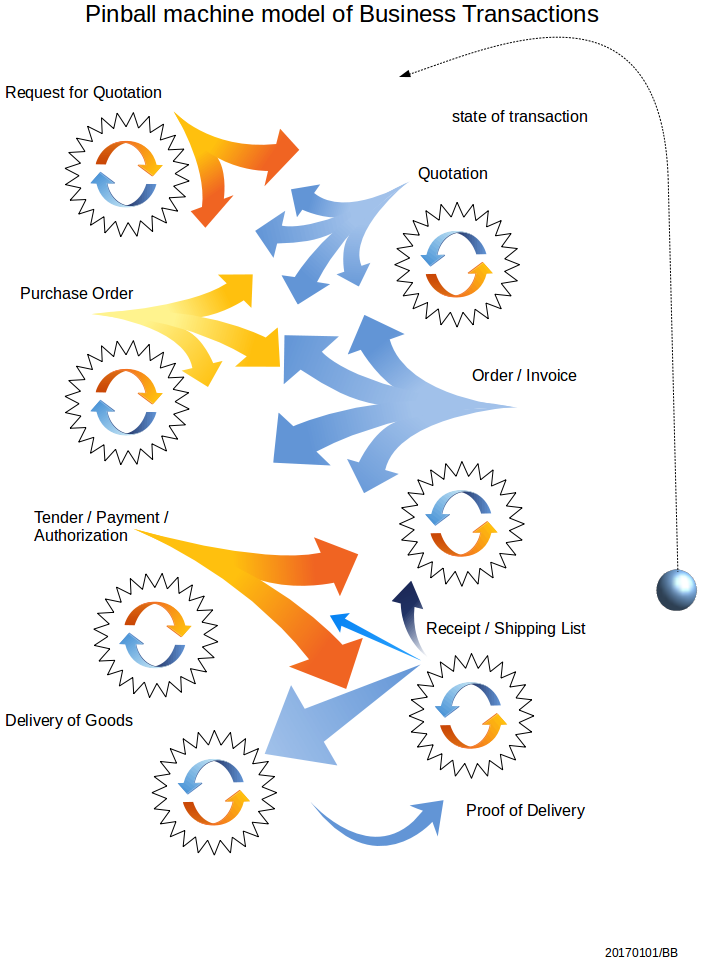 Pinball machine model of Business Transactions
Request for Quotation
state of transaction
Quotation
Purchase Order
Order / Invoice
Tender / Payment /
Authorization
Receipt / Shipping List
Delivery of Goods
Proof of Delivery
20170101/BB